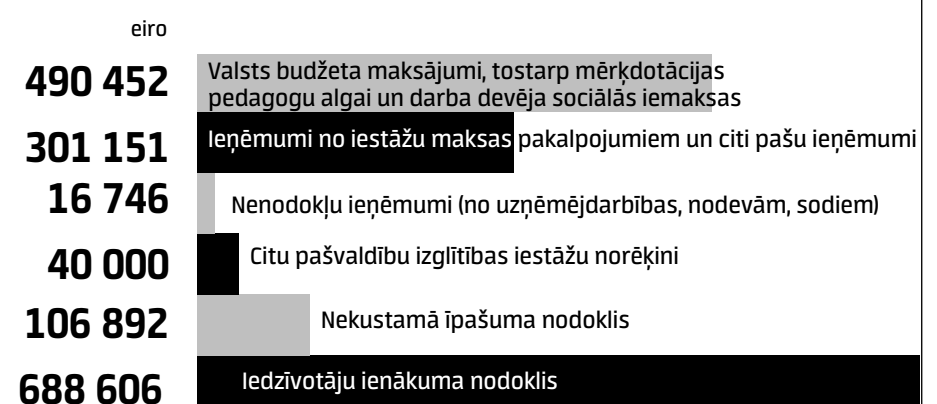 eiro
490 452 Valsts budžeta maksājumi, tostarp mērķdotācijas
pedagogu algai un darba devēja sociālās iemaksas
301 151 Ieņēmumi no iestāžu maksas pakalpojumiem un citi pašu ieņēmumi
16 746 Nenodokļu ieņēmumi (no uzņēmējdarbības, nodevām, sodiem)
40 000 Citu pašvaldību izglītības iestāžu norēķini
106 892 Nekustamā īpašuma nodoklis
688 606 Iedzīvotāju ienākuma nodoklis